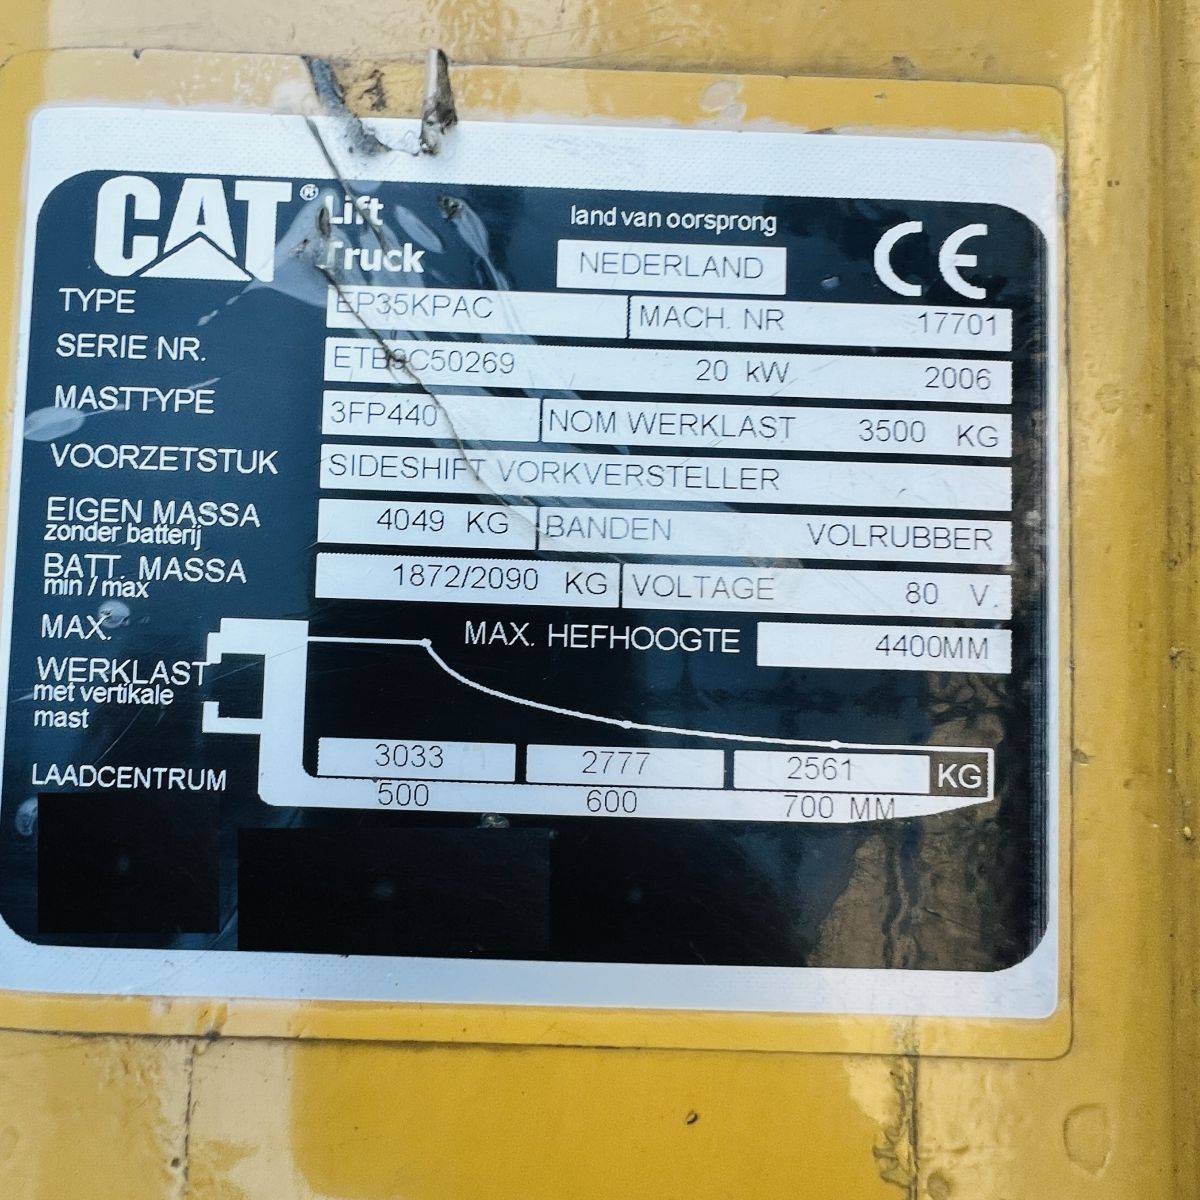 CAT® Lift Truck
land van oorsprong
NEDERLAND
CE
TYPE EP35KPAC MACH. NR 17701
SERIE NR. ETB9C50269 20 kW 2006
MASTTYPE 3FP440 NOM WERKLAST 3500 KG
VOORZETSTUK SIDESHIFT VORKVERSTELLER
EIGEN MASSA zonder batterij 4049 KG BANDEN VOLRUBBER
BATT. MASSA min / max 1872/2090 KG VOLTAGE 80 V.
MAX. HEFHOOGTE 4400MM
MAX. WERKLAST met vertikale mast 3033 2777 2561 KG
LAADCENTRUM 500 600 700 MM